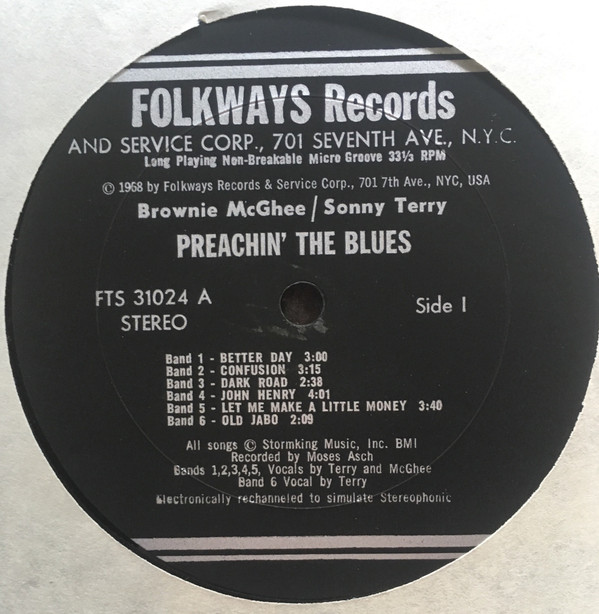 FOLKWAYS Records
AND SERVICE CORP., 701 SEVENTH AVE., N.Y.C.
Long Playing Non-Breakable Micro Groove 33⅓ RPM
© 1968 by Folkways Records & Service Corp., 701 7th Ave., NYC, USA
Brownie McGhee / Sonny Terry
PREACHIN' THE BLUES
FTS 31024 A
STEREO
Side I
Band 1 - BETTER DAY 3:00
Band 2 - CONFUSION 3:15
Band 3 - DARK ROAD 2:38
Band 4 - JOHN HENRY 4:01
Band 5 - LET ME MAKE A LITTLE MONEY 3:40
Band 6 - OLD JABO 2:09
All songs © Stormking Music, Inc. BMI
Recorded by Moses Asch
Bands 1,2,3,4,5, Vocals by Terry and McGhee
Band 6 Vocal by Terry
Electronically rechanneled to simulate Stereophonic